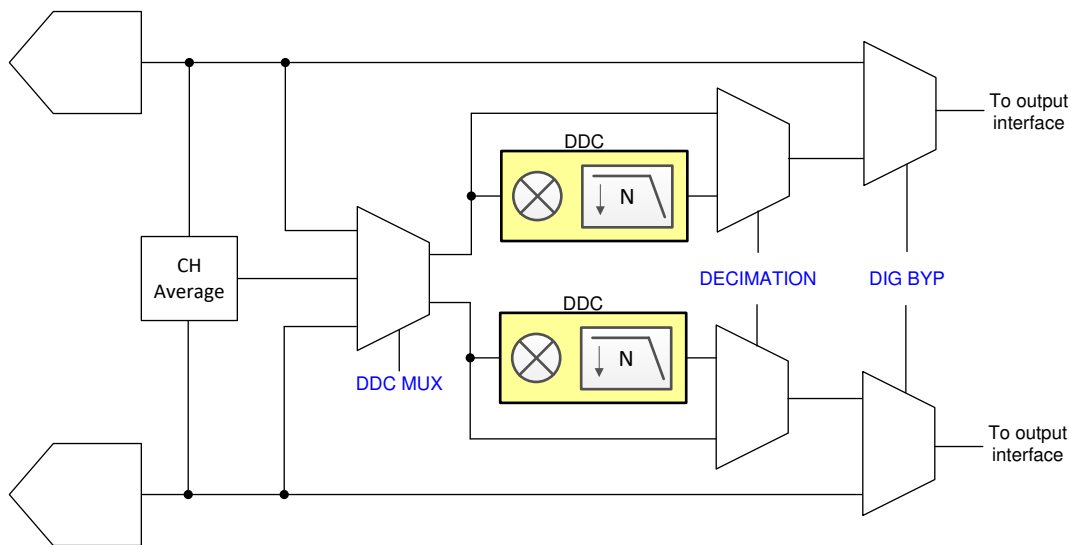 To output
interface
DDC
N
CH
Average
DECIMATION
DIG BYP
DDC
N
DDC MUX
To output
interface